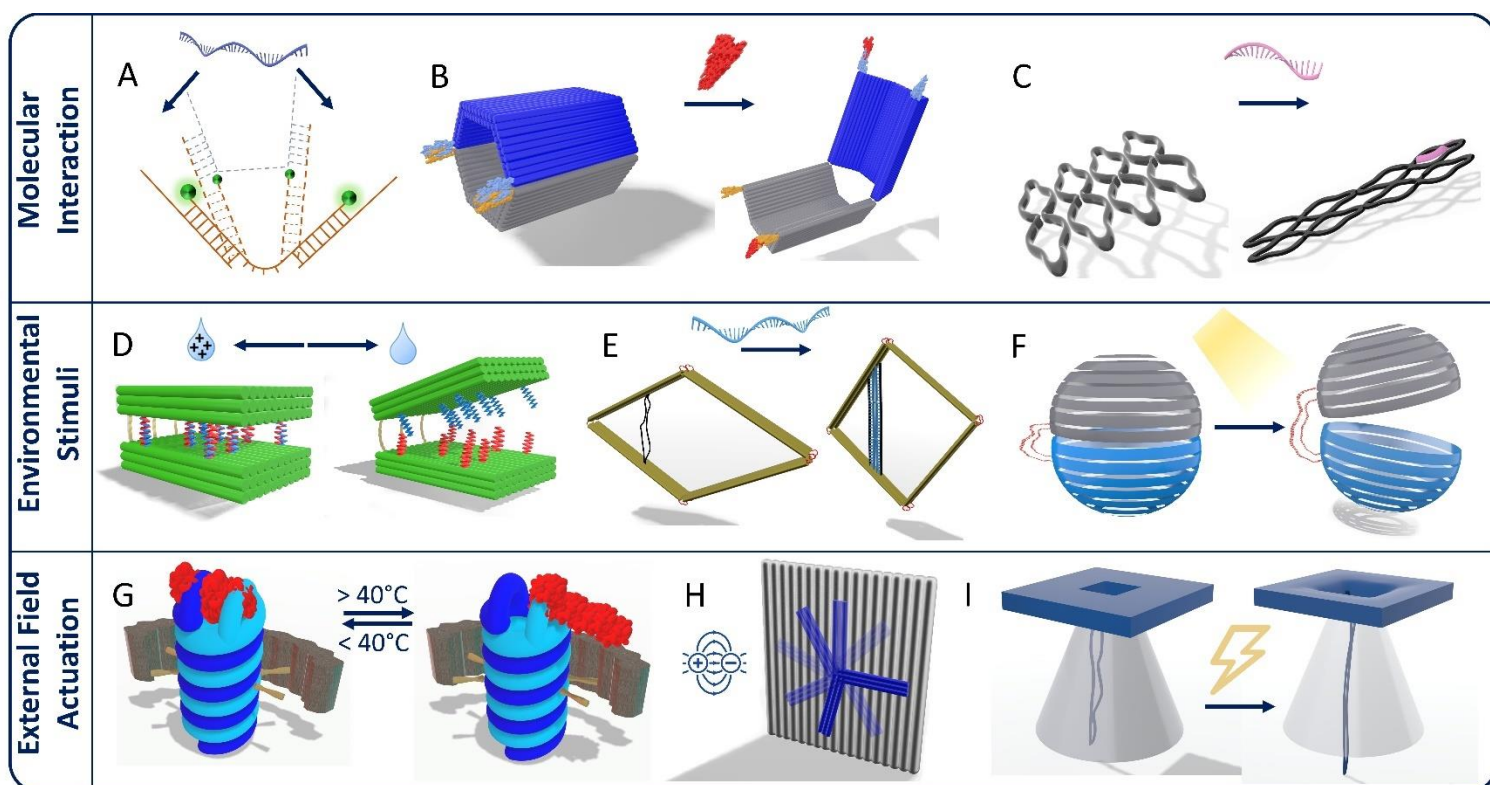 Molecular
Interaction
A
B
C
Environmental
Stimuli
D
+ +
+ +
+
E
F
External Field
Actuation
G
> 40°C
< 40°C
H
+ −
I